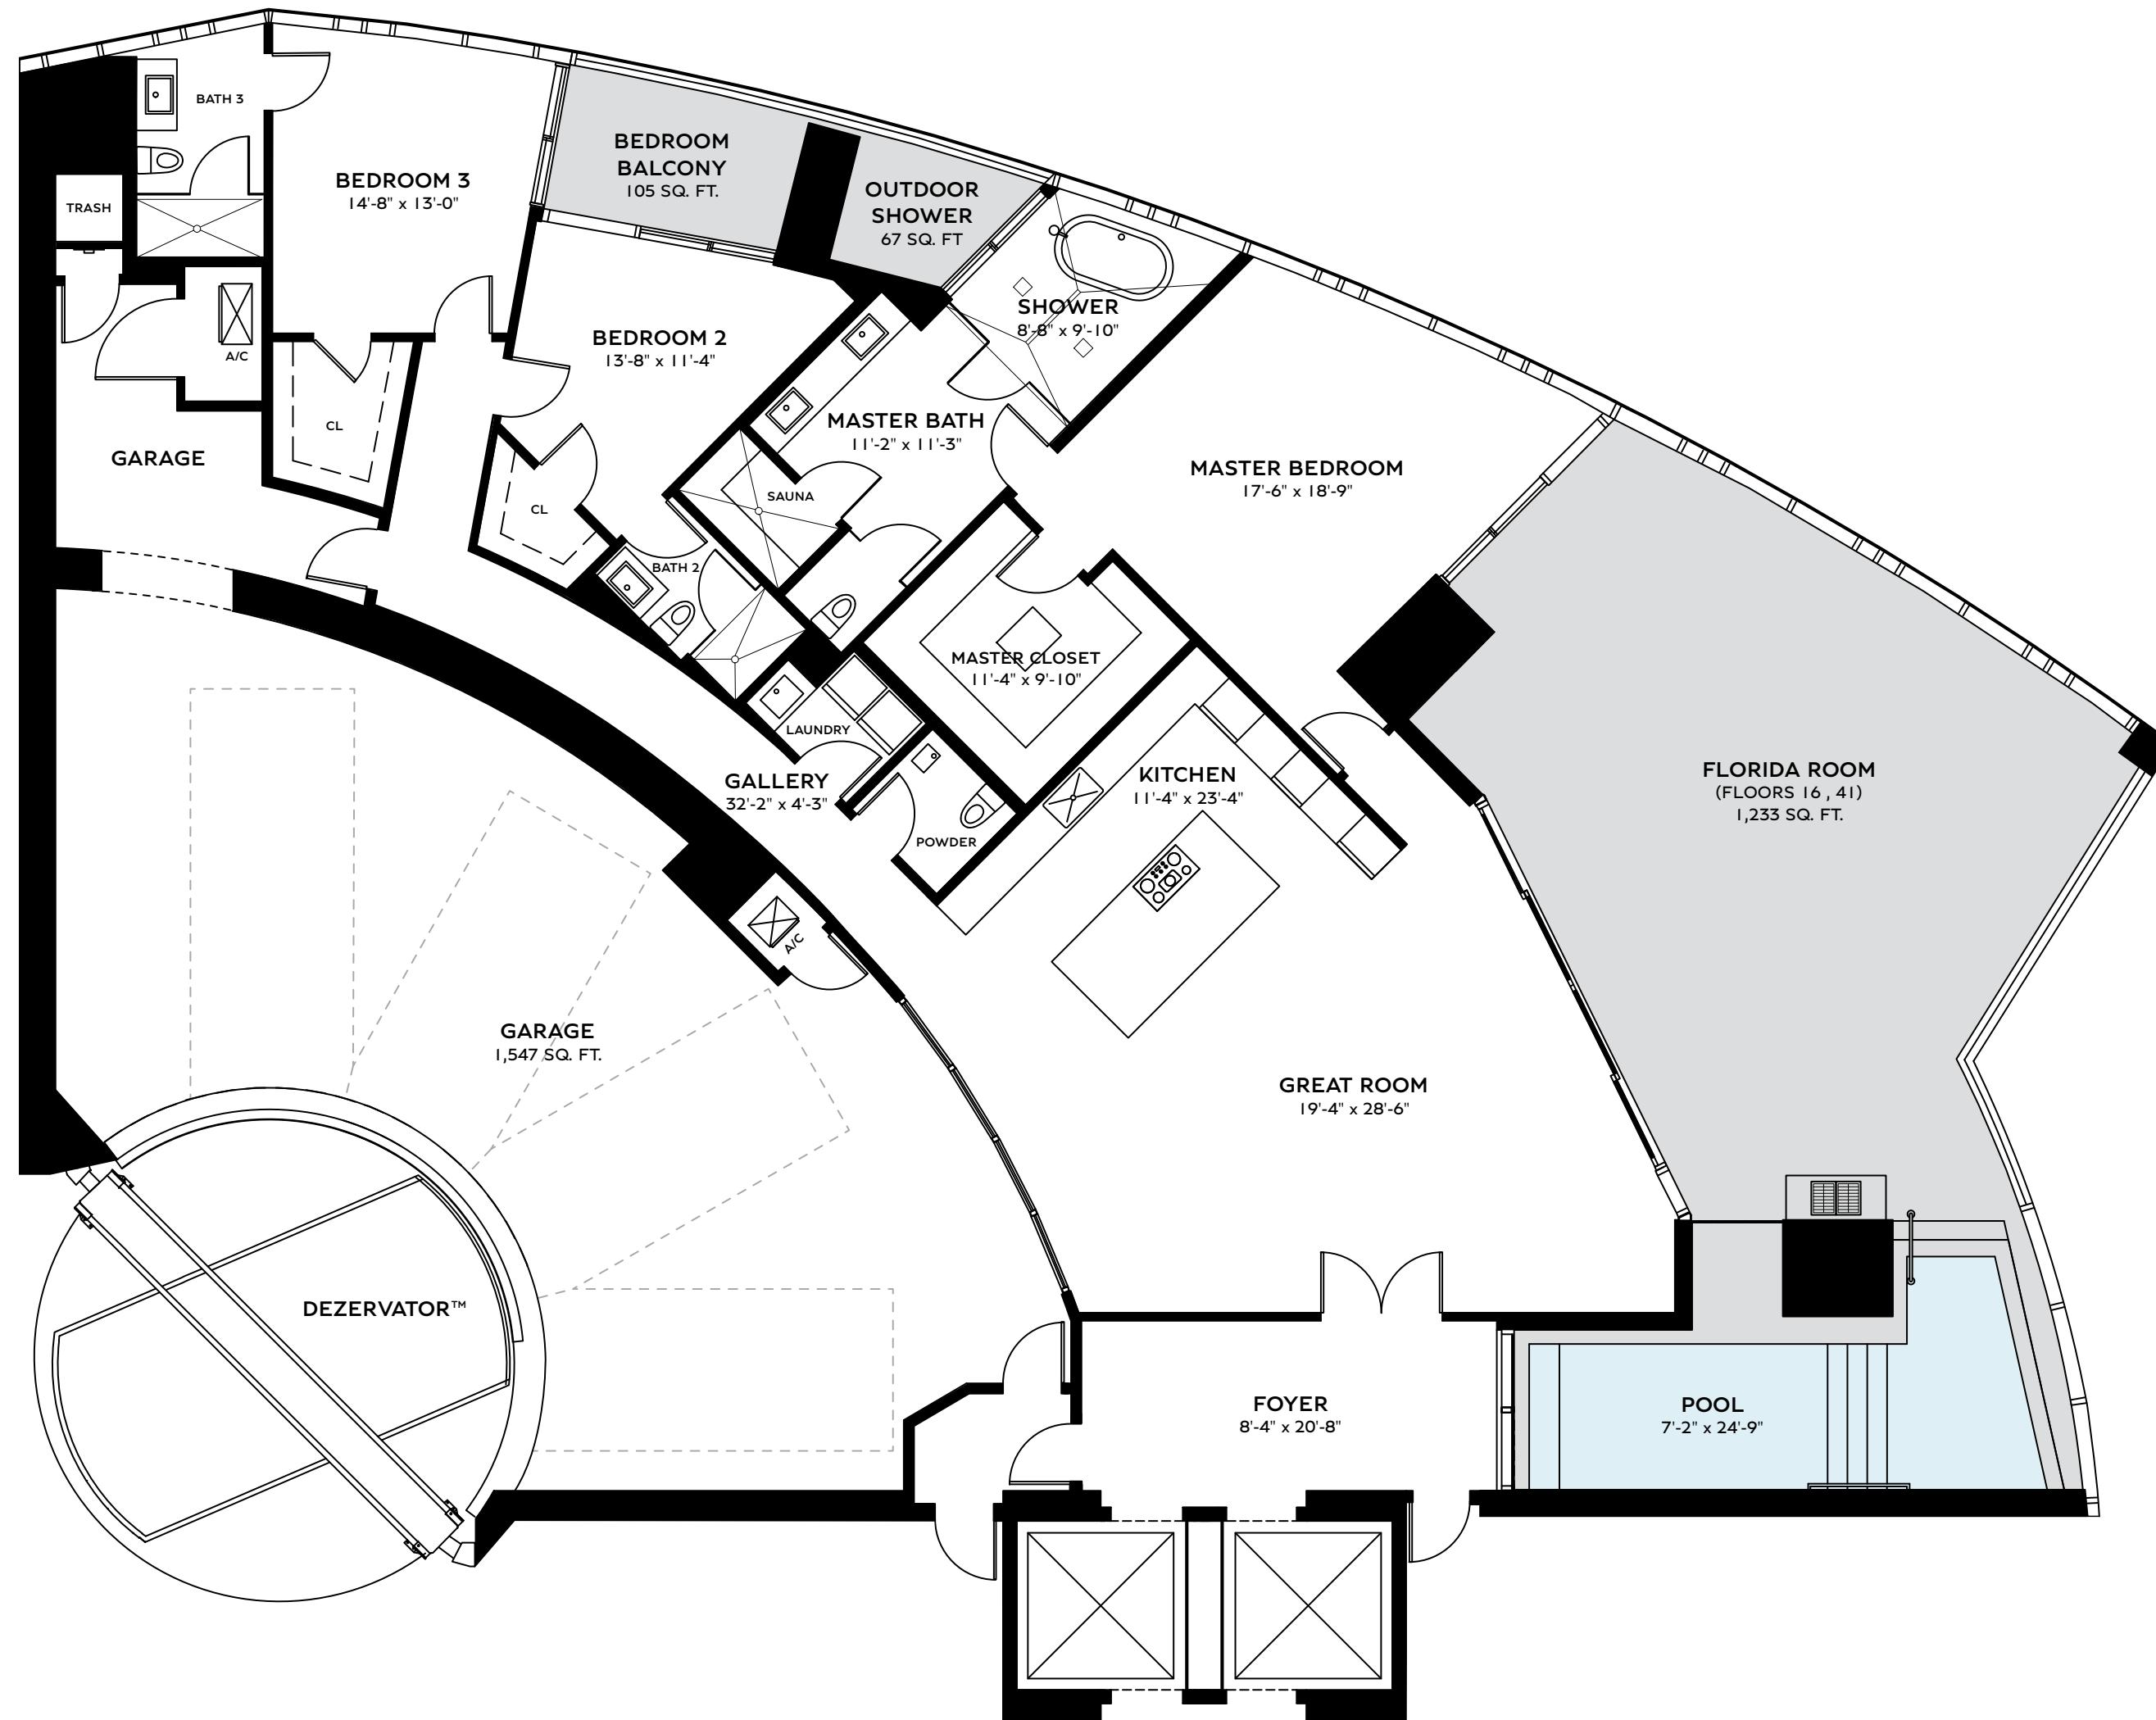 BATH 3
BEDROOM
BALCONY
105 SQ. FT.
BEDROOM 3
14'-8" x 13'-0"
OUTDOOR
SHOWER
67 SQ. FT
TRASH
SHOWER
8'-8" x 9'-10"
BEDROOM 2
13'-8" x 11'-4"
A/C
CL
MASTER BATH
11'-2" x 11'-3"
GARAGE
MASTER BEDROOM
17'-6" x 18'-9"
SAUNA
CL
BATH 2
MASTER CLOSET
11'-4" x 9'-10"
LAUNDRY
GALLERY
32'-2" x 4'-3"
KITCHEN
11'-4" x 23'-4"
FLORIDA ROOM
(FLOORS 16 , 41)
1,233 SQ. FT.
POWDER
A/C
GARAGE
1,547 SQ. FT.
GREAT ROOM
19'-4" x 28'-6"
DEZERVATOR™
FOYER
8'-4" x 20'-8"
POOL
7'-2" x 24'-9"